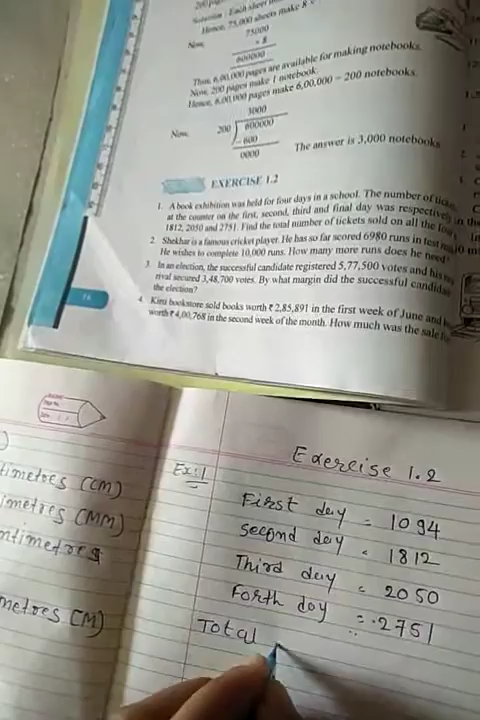 Solution : Each sheet
Hence, 75,000 sheets make 8
Now,
75000
× 8
600000
Thus, 6,00,000 pages are available for making notebooks.
Now, 200 pages make 1 notebook.
Hence, 6,00,000 pages make 6,00,000 ÷ 200 notebooks.
3000
Now, 200 600000
-600
0000
The answer is 3,000 notebooks
EXERCISE 1.2
1. A book exhibition was held for four days in a school. The number of
at the counter on the first, second, third and final day was respectively
1812, 2050 and 2751. Find the total number of tickets sold on all the
2. Shekhar is a famous cricket player. He has so far scored 6980 runs in test
He wishes to complete 10,000 runs. How many more runs does he need?
3. In an election, the successful candidate registered 5,77,500 votes and his
rival secured 3,48,700 votes. By what margin did the successful
the election?
4. Kirti bookstore sold books worth ₹ 2,85,891 in the first week of June and
worth ₹ 4,00,768 in the second week of the month. How much was the sale
timetres (CM)
imetres (MM)
ntimetres
metres (M)
Exercise 1.2
Ex:1
First day = 1094
Second day = 1812
Third day = 2050
Forth day = 2751
Total